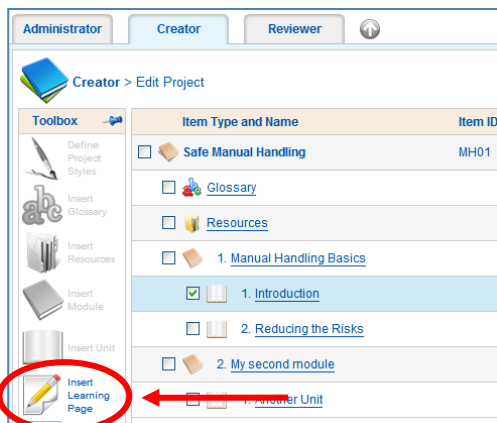 Administrator
Creator
Reviewer
Creator > Edit Project
Toolbox
Item Type and Name
Item ID
Define
Project
Styles
Safe Manual Handling
MH01
Insert
Glossary
Glossary
Insert
Resources
Resources
1. Manual Handling Basics
Insert
Module
1. Introduction
Insert Unit
2. Reducing the Risks
2. My second module
Insert
Learning
Page
1. Another Unit